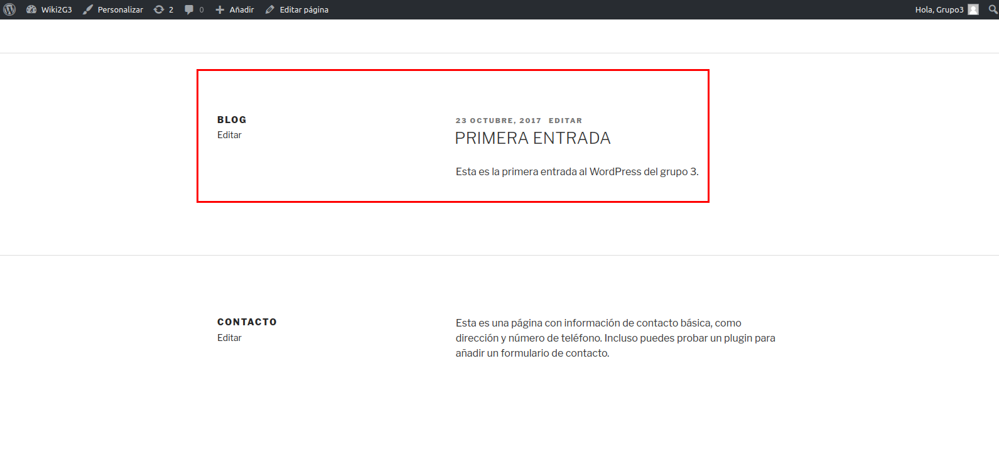 Wiki2G3 Personalizar 2 0 Añadir Editar página Hola, Grupo3
BLOG
Editar
23 OCTUBRE, 2017 EDITAR
PRIMERA ENTRADA
Esta es la primera entrada al WordPress del grupo 3.
CONTACTO
Editar
Esta es una página con información de contacto básica, como
dirección y número de teléfono. Incluso puedes probar un plugin para
añadir un formulario de contacto.